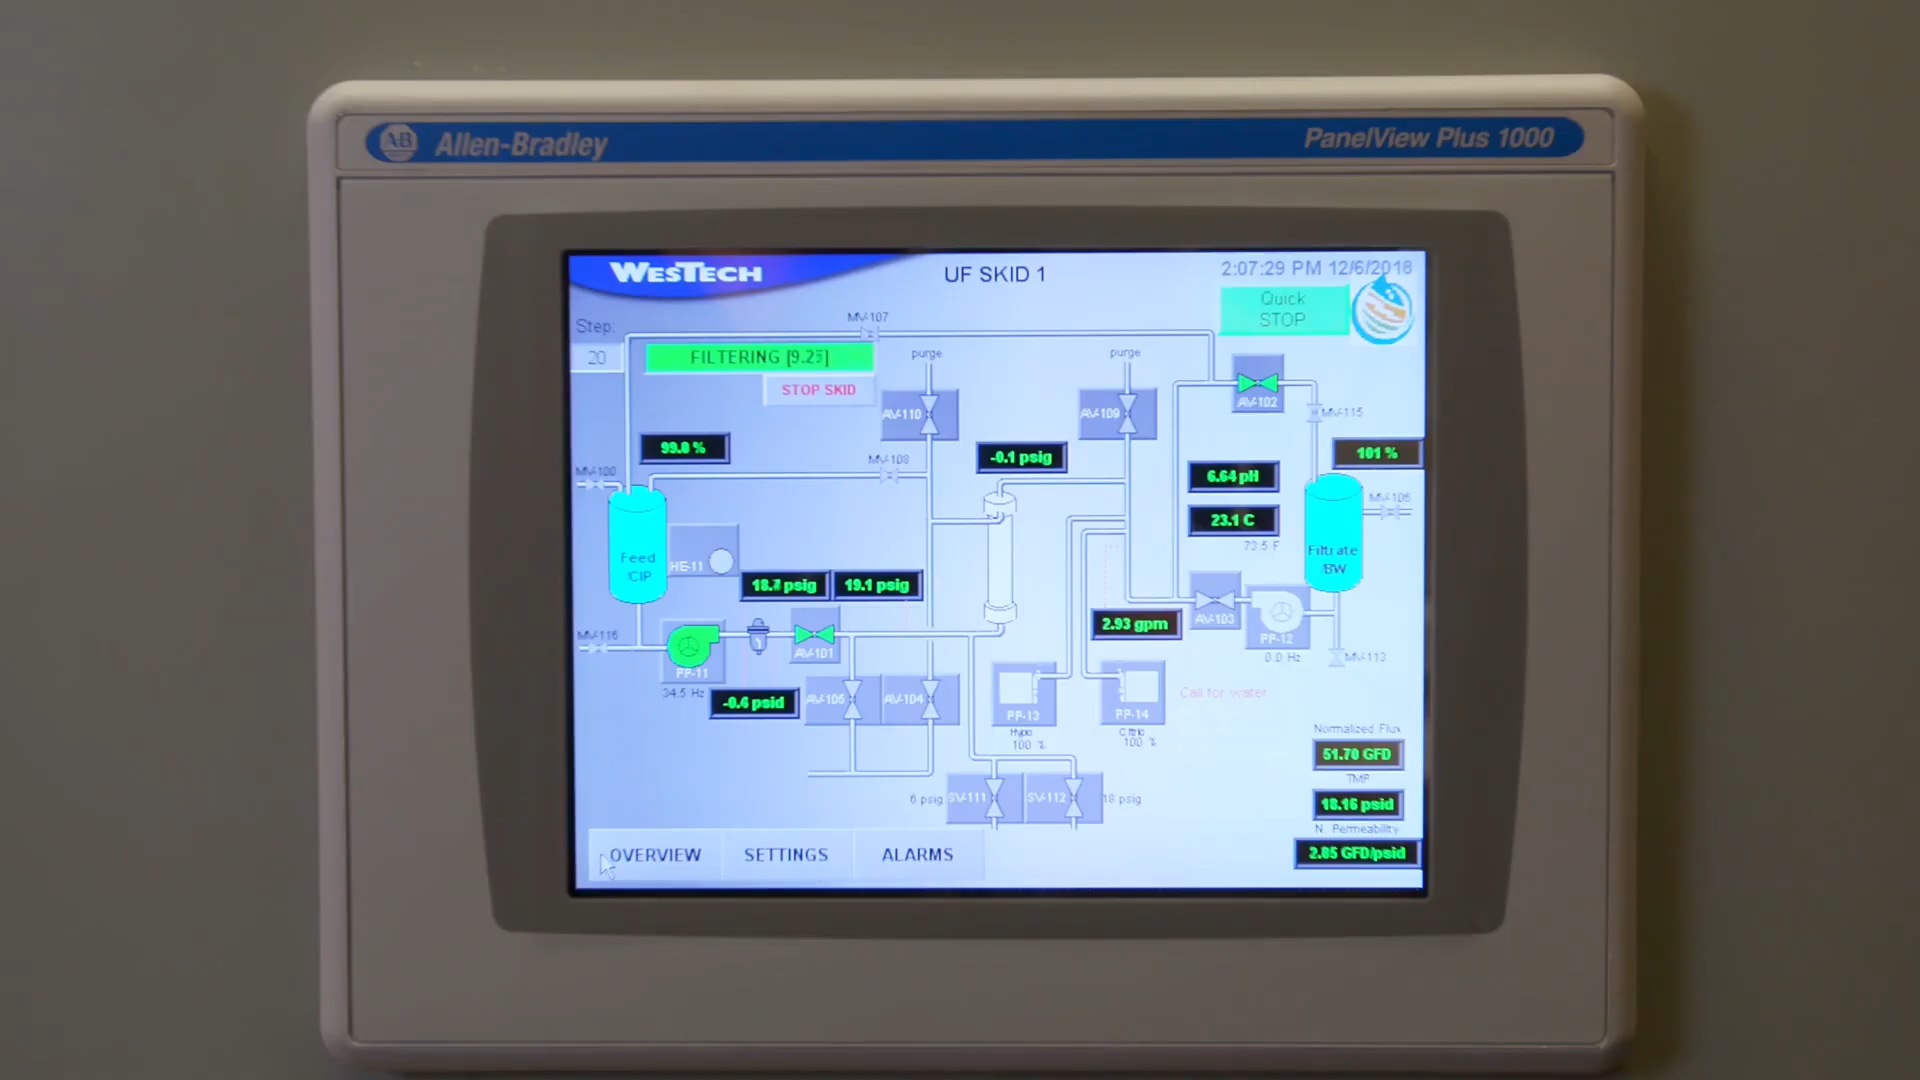 AB Allen-Bradley
PanelView Plus 1000
WESTECH
UF SKID 1
2:07:29 PM 12/6/2018
Quick
STOP
Step:
20
FILTERING
STOP SKID
MV-107
purge
purge
AV-110
AV-109
AV-102
MV-115
99.8 %
MV-108
-0.1 psig
101 %
MV-100
6.64 pH
MV-106
23.1 C
73.5 F
Feed
/CIP
HE-11
Filtrate
/BW
psig
19.1 psig
2.93 gpm
AV-103
PP-12
0.0 Hz
MV-113
MV-116
PP-11
34.5 Hz
AV-101
-0.6 psid
AV-105
AV-104
PP-13
Hypo
100 %
PP-14
Citric
100 %
Call for water
Normalized Flux
51.70 GFD
TMP
18.16 psid
N. Permeability
2.85 GFD/psid
6 psig
SV-111
SV-112
18 psig
OVERVIEW
SETTINGS
ALARMS